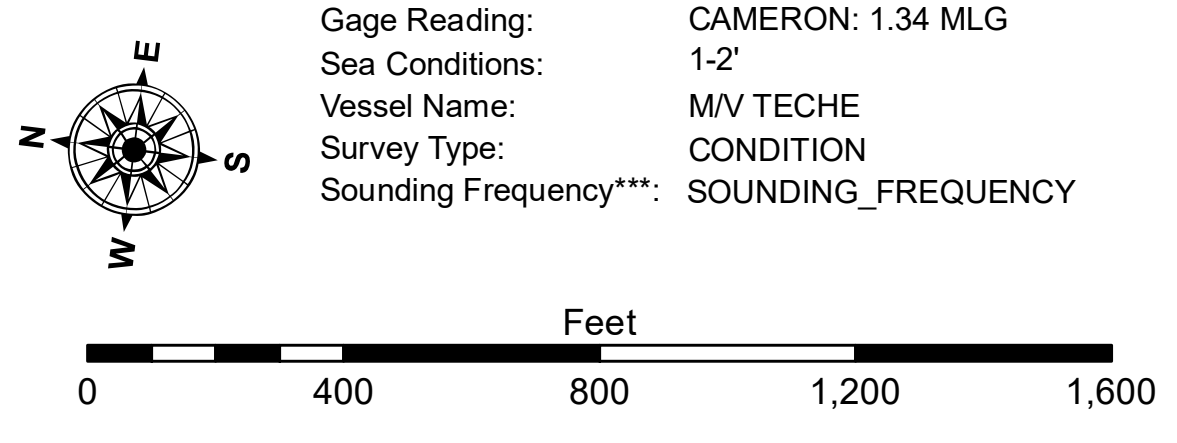 Gage Reading: CAMERON: 1.34 MLG
Sea Conditions: 1-2'
Vessel Name: M/V TECHE
Survey Type: CONDITION
Sounding Frequency***: SOUNDING_FREQUENCY
E
N
S
W
Feet
0 400 800 1,200 1,600